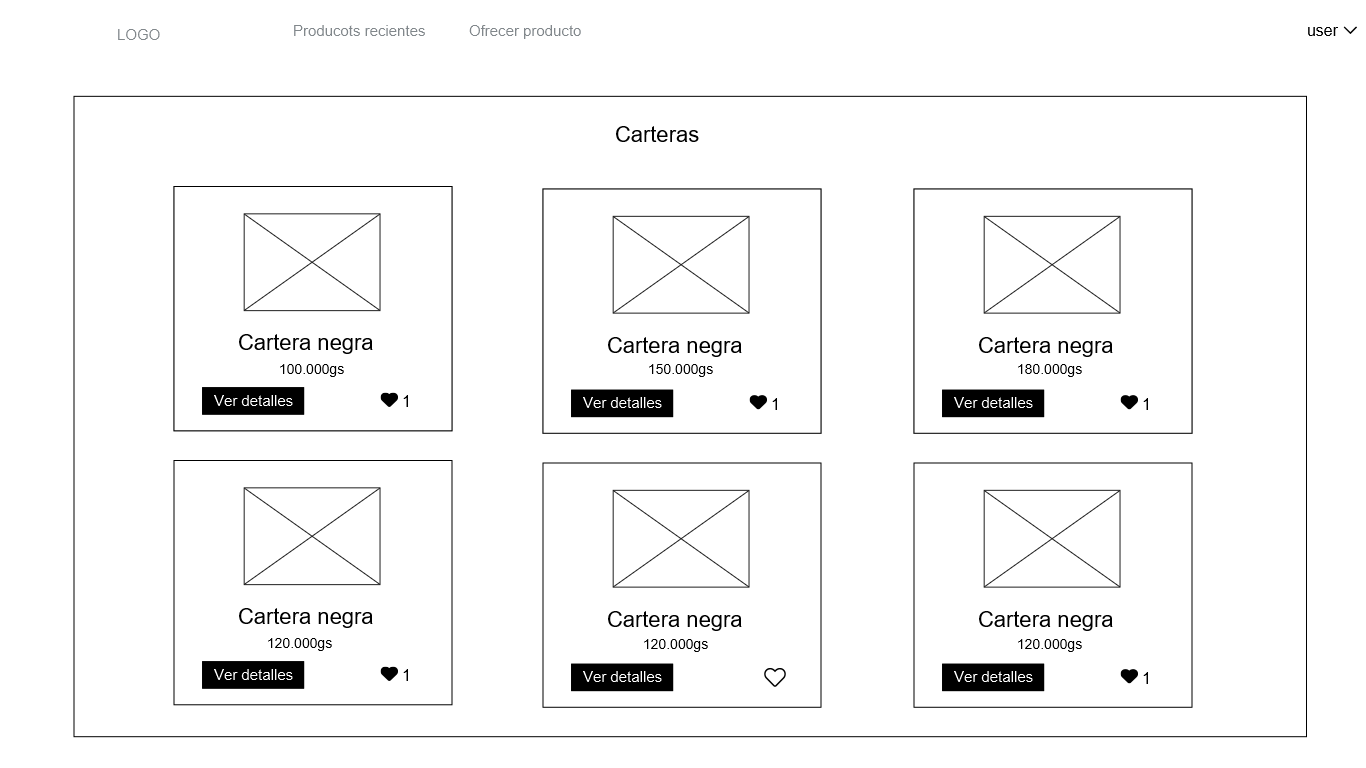 LOGO
Producots recientes
Ofrecer producto
user
Carteras
Cartera negra
100.000gs
Ver detalles
1
Cartera negra
150.000gs
Ver detalles
1
Cartera negra
180.000gs
Ver detalles
1
Cartera negra
120.000gs
Ver detalles
1
Cartera negra
120.000gs
Ver detalles
Cartera negra
120.000gs
Ver detalles
1